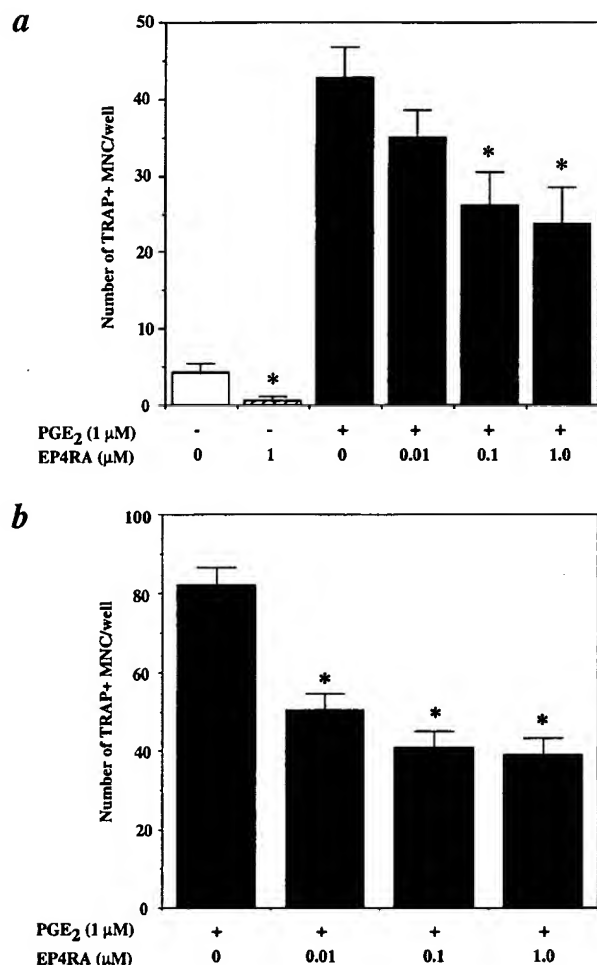 a
Number of TRAP+ MNC/well
50
40
30
20
10
0
*
*
*
PGE2 (1 μM) - - + + + +
EP4RA (μM) 0 1 0 0.01 0.1 1.0
b
Number of TRAP+ MNC/well
100
80
60
40
20
0
*
*
*
PGE2 (1 μM) + + + +
EP4RA (μM) 0 0.01 0.1 1.0